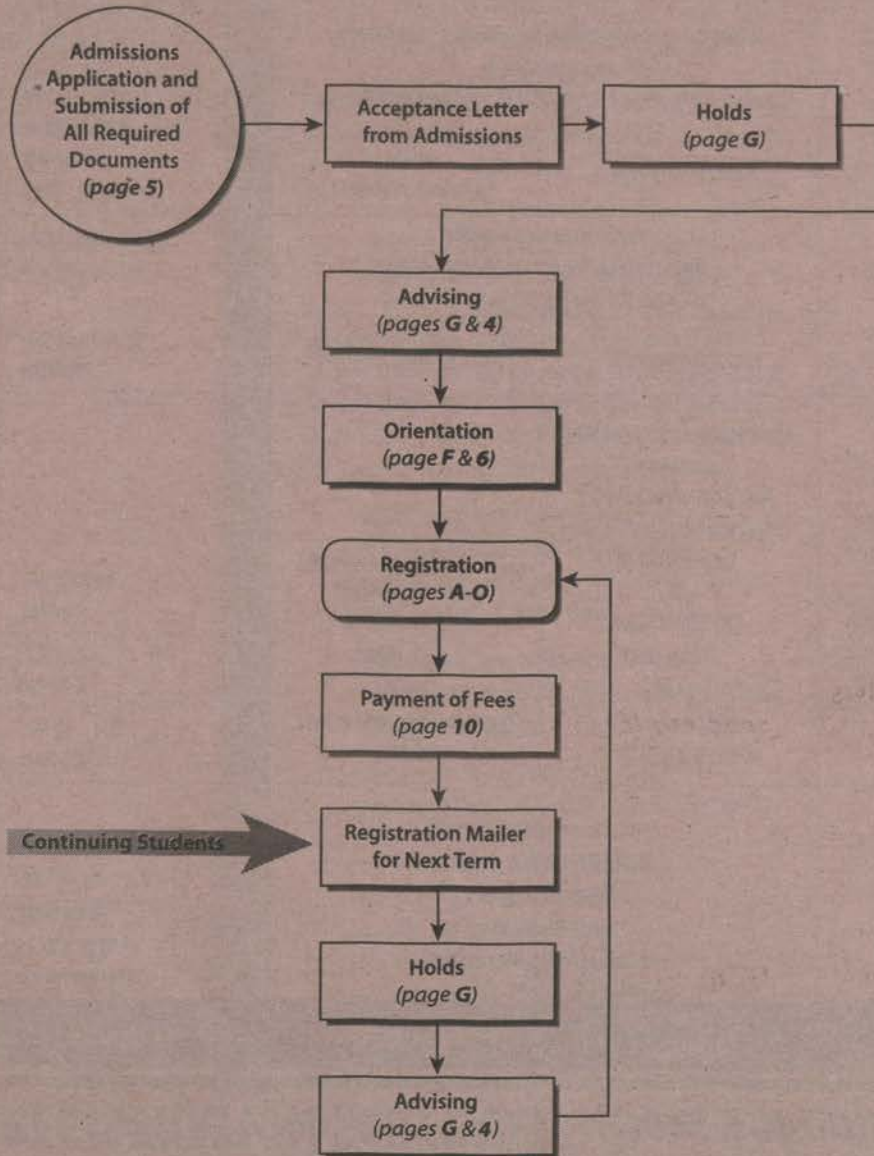 Admissions
Application and
Submission of
All Required
Documents
(page 5)
Acceptance Letter
from Admissions
Holds
(page G)
Advising
(pages G & 4)
Orientation
(page F & 6)
Registration
(pages A-O)
Payment of Fees
(page 10)
Continuing Students
Registration Mailer
for Next Term
Holds
(page G)
Advising
(pages G & 4)